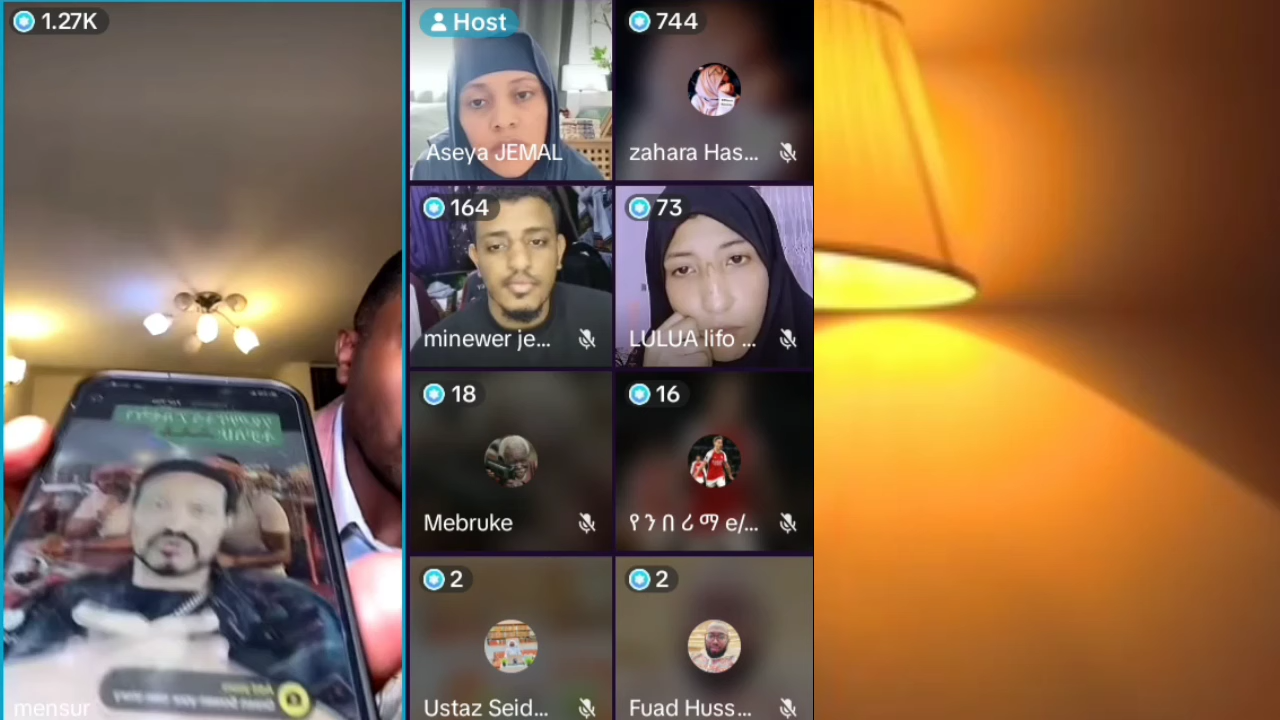 1.27K
mensur
Host
Aseya JEMAL
744
zahara Has...
164
minewer je...
73
LULUA lifo ...
18
Mebruke
16
የ ን በ ሪ ማ e/...
2
Ustaz Seid...
2
Fuad Huss...